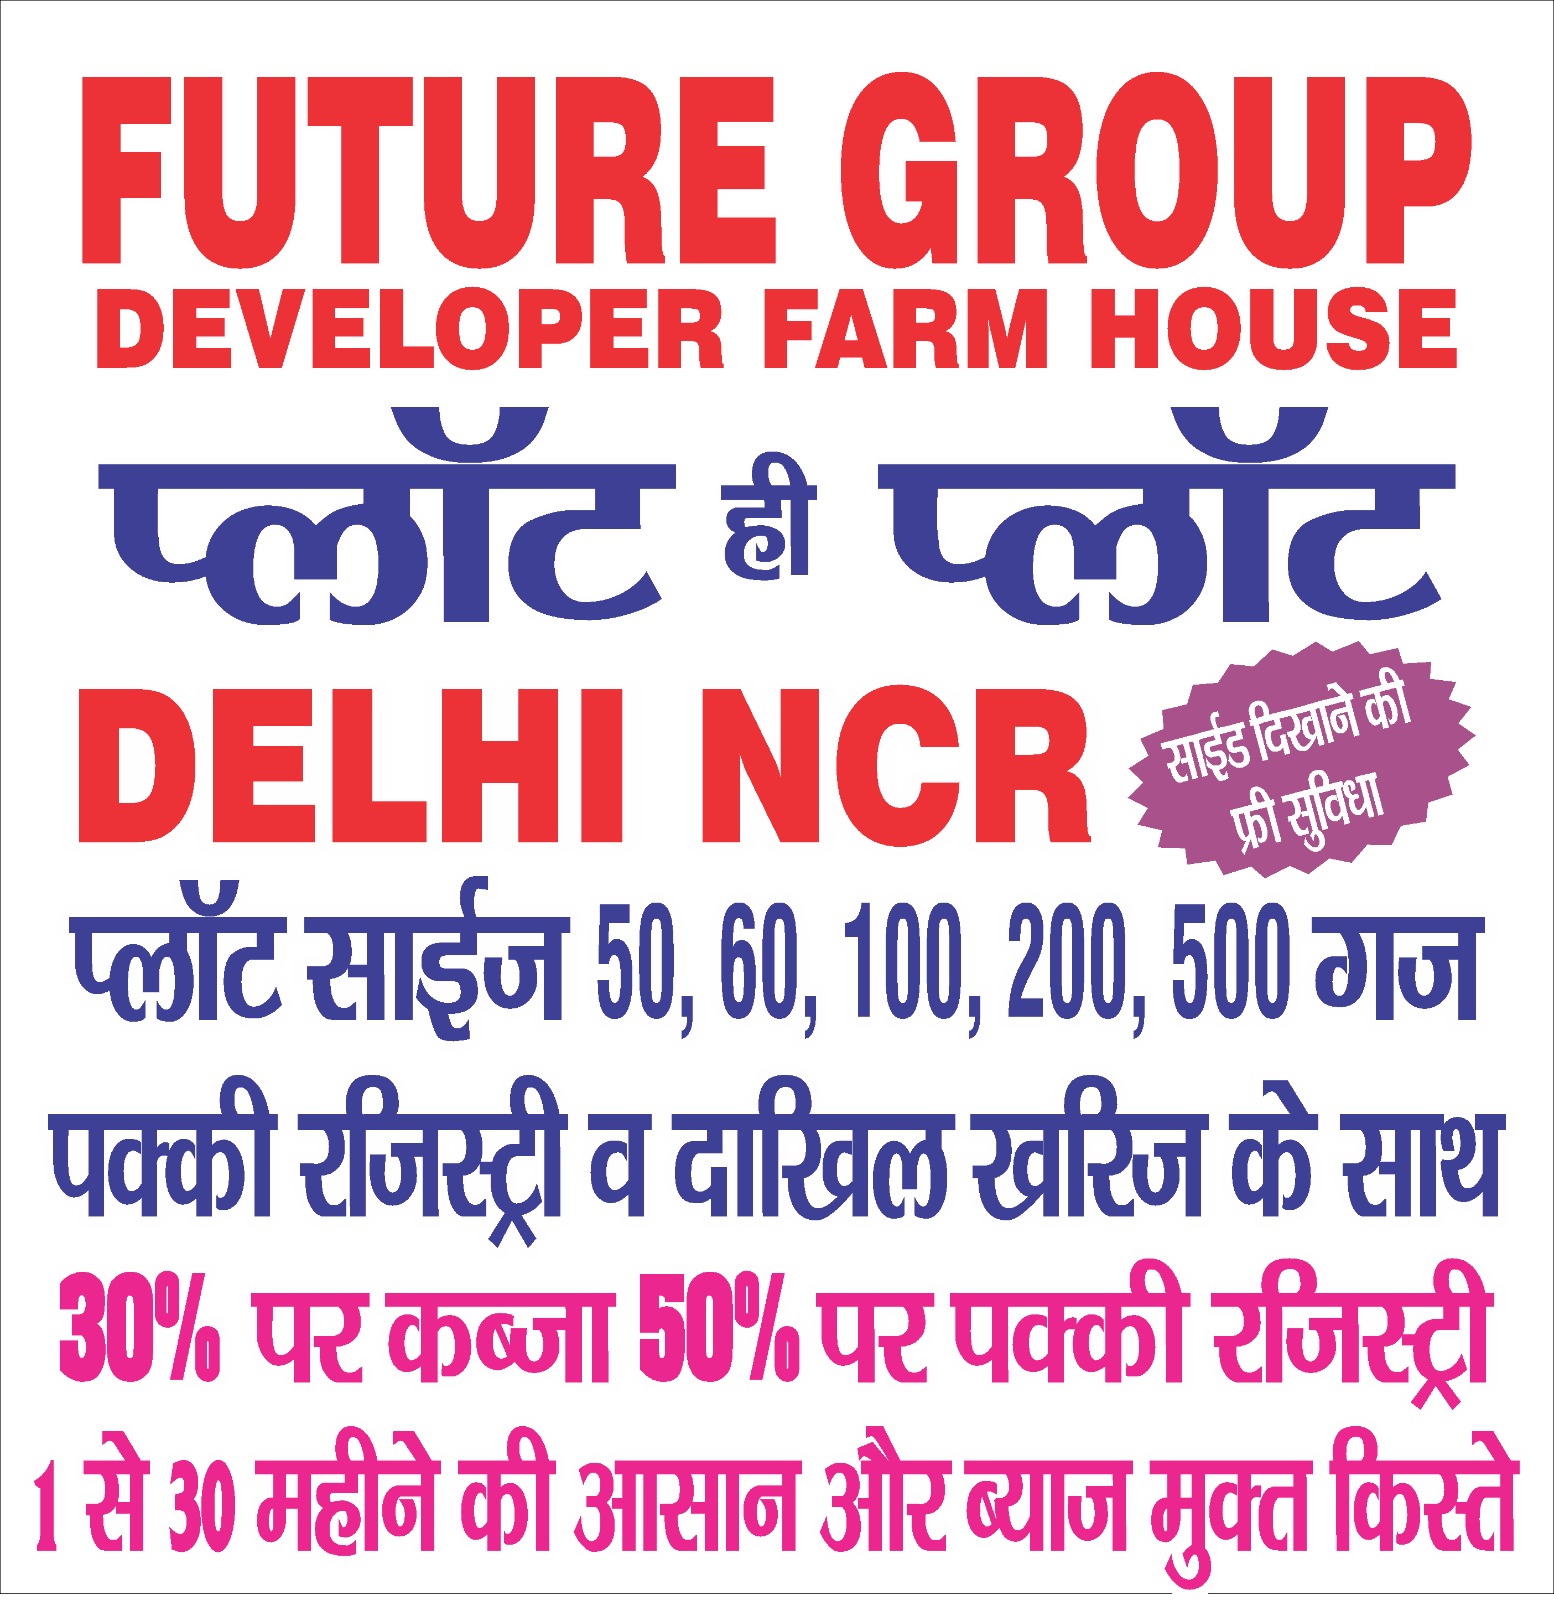 FUTURE GROUP
DEVELOPER FARM HOUSE
प्लॉट ही प्लॉट
DELHI NCR
साईड दिखाने की
फ्री सुविधा
प्लॉट साईज 50, 60, 100, 200, 500 गज
पक्की रजिस्ट्री व दाखिल खरिज के साथ
30% पर कब्जा 50% पर पक्की रजिस्ट्री
1 से 30 महीने की आसान और ब्याज मुक्त किस्ते